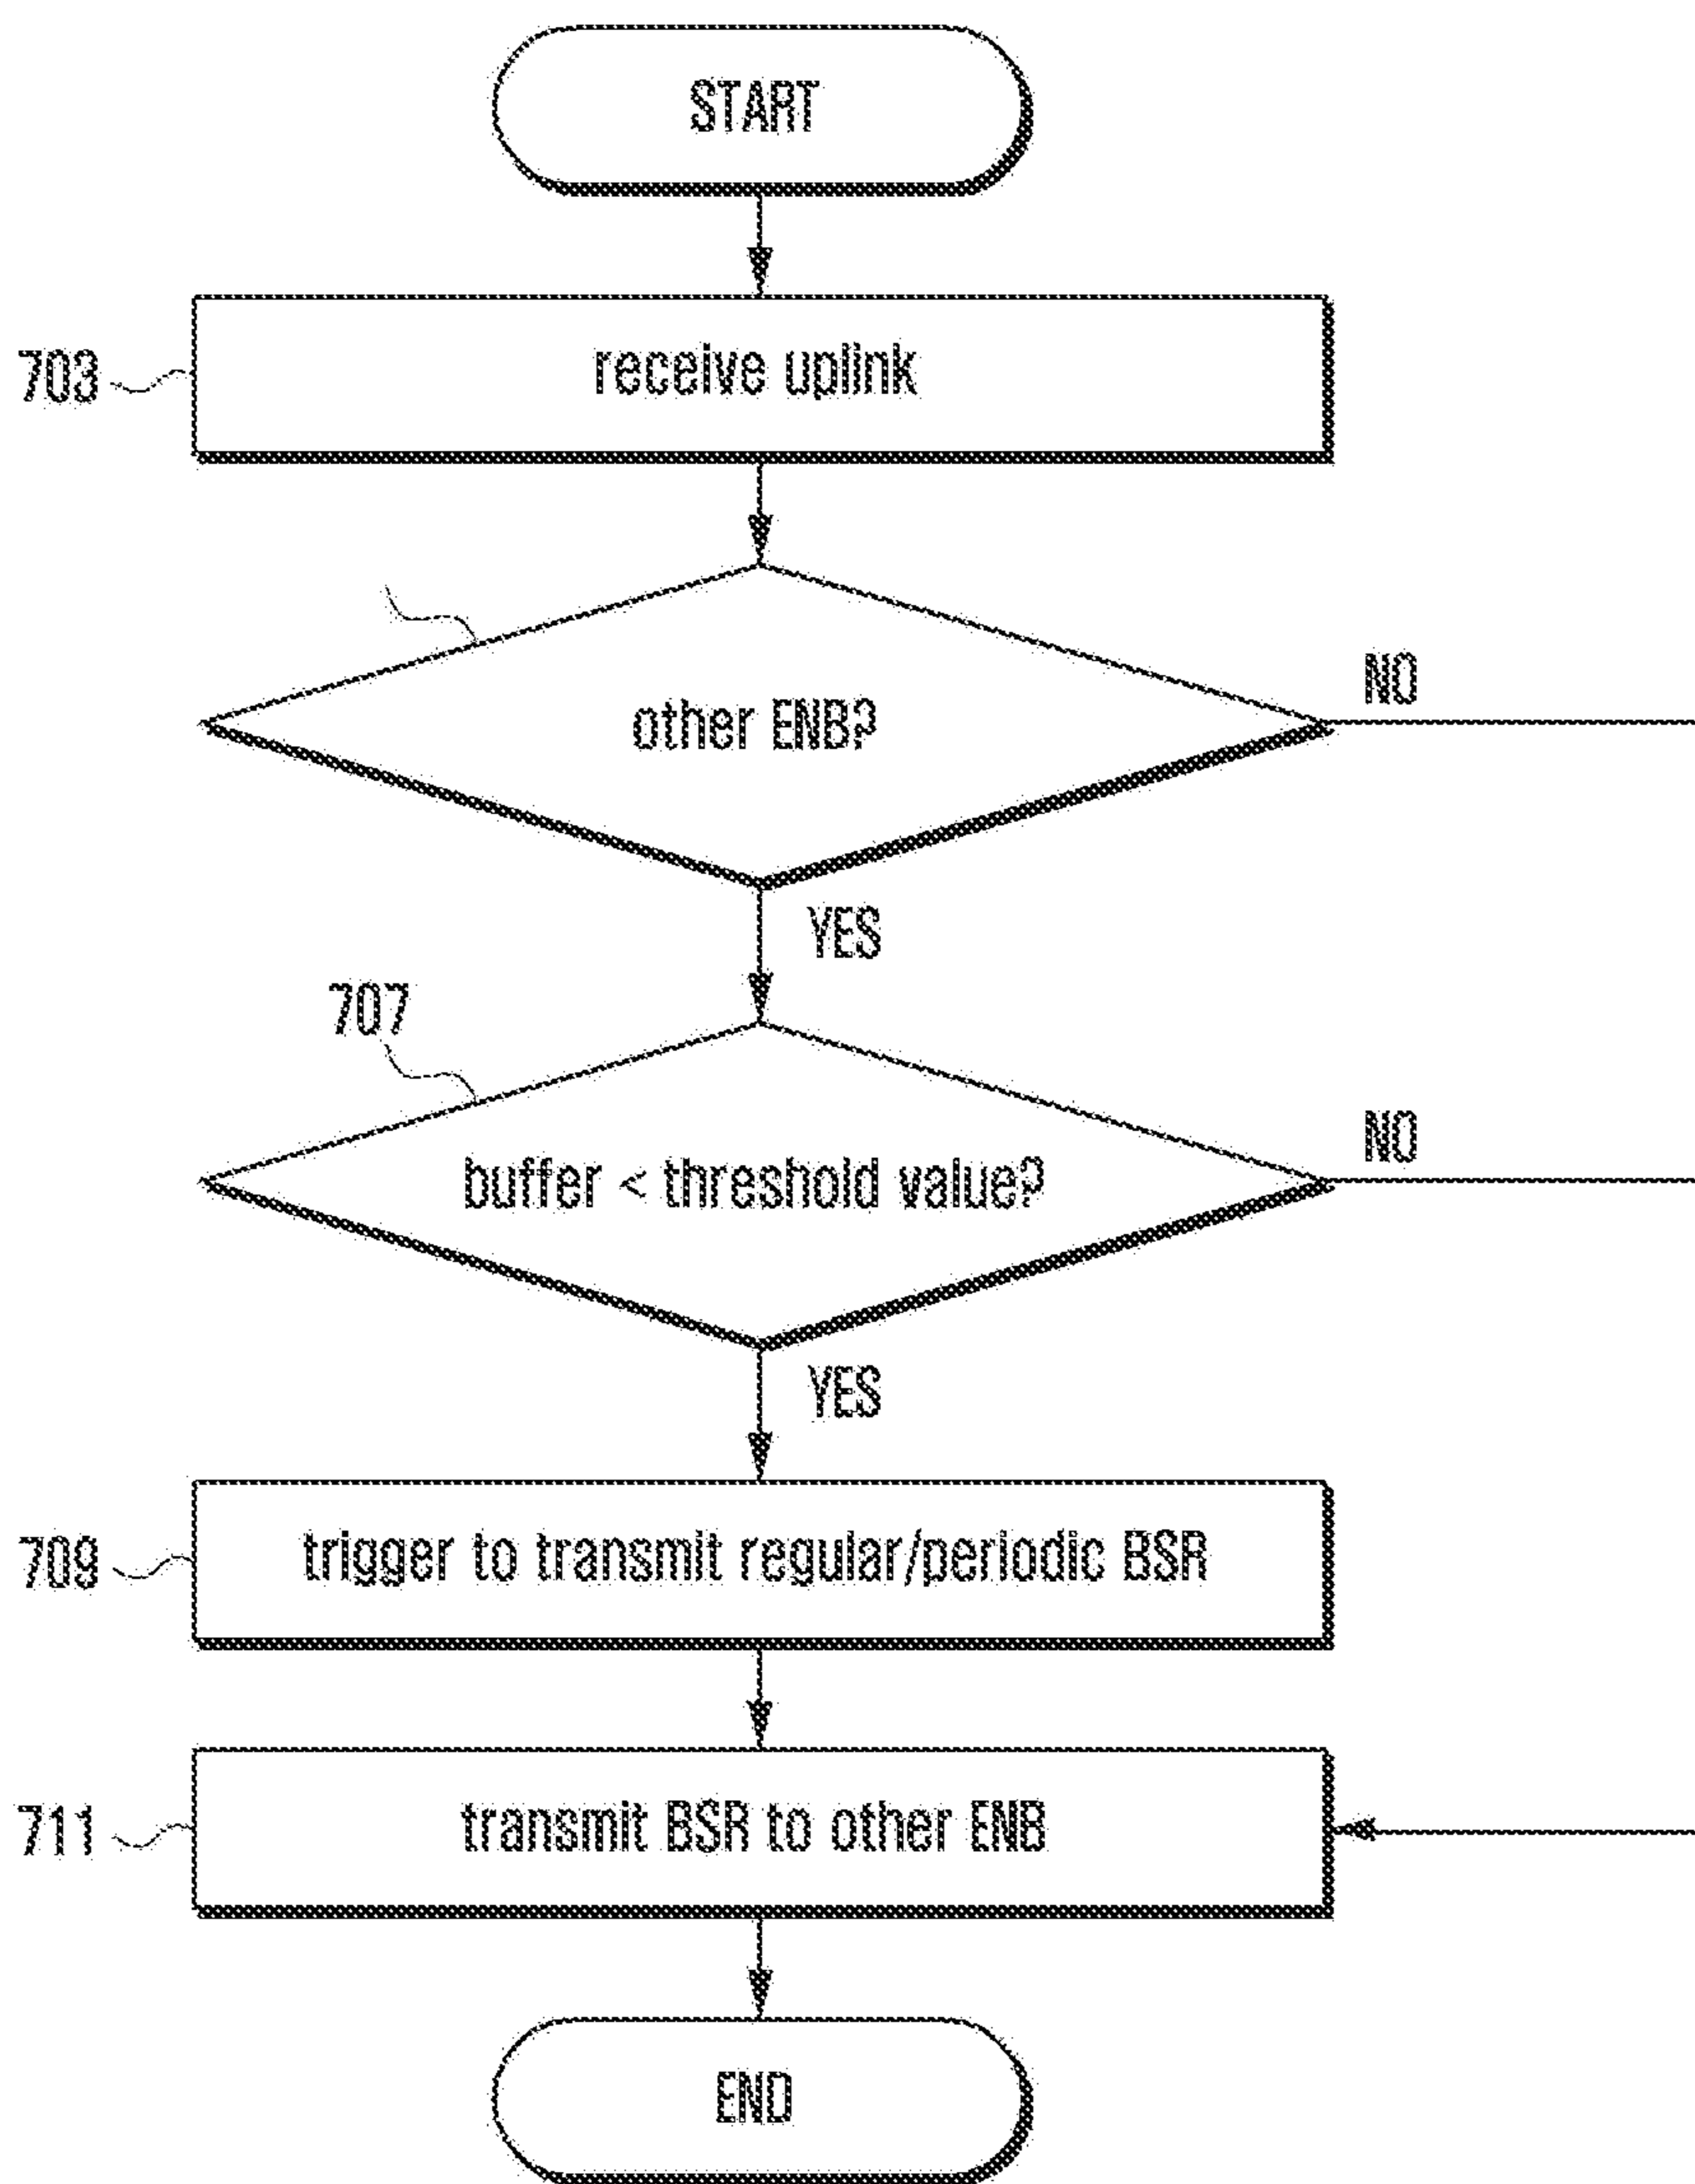 START
703
receive uplink
other ENB?
NO
YES
707
buffer < threshold value?
NO
YES
709
trigger to transmit regular/periodic BSR
711
transmit BSR to other ENB
END